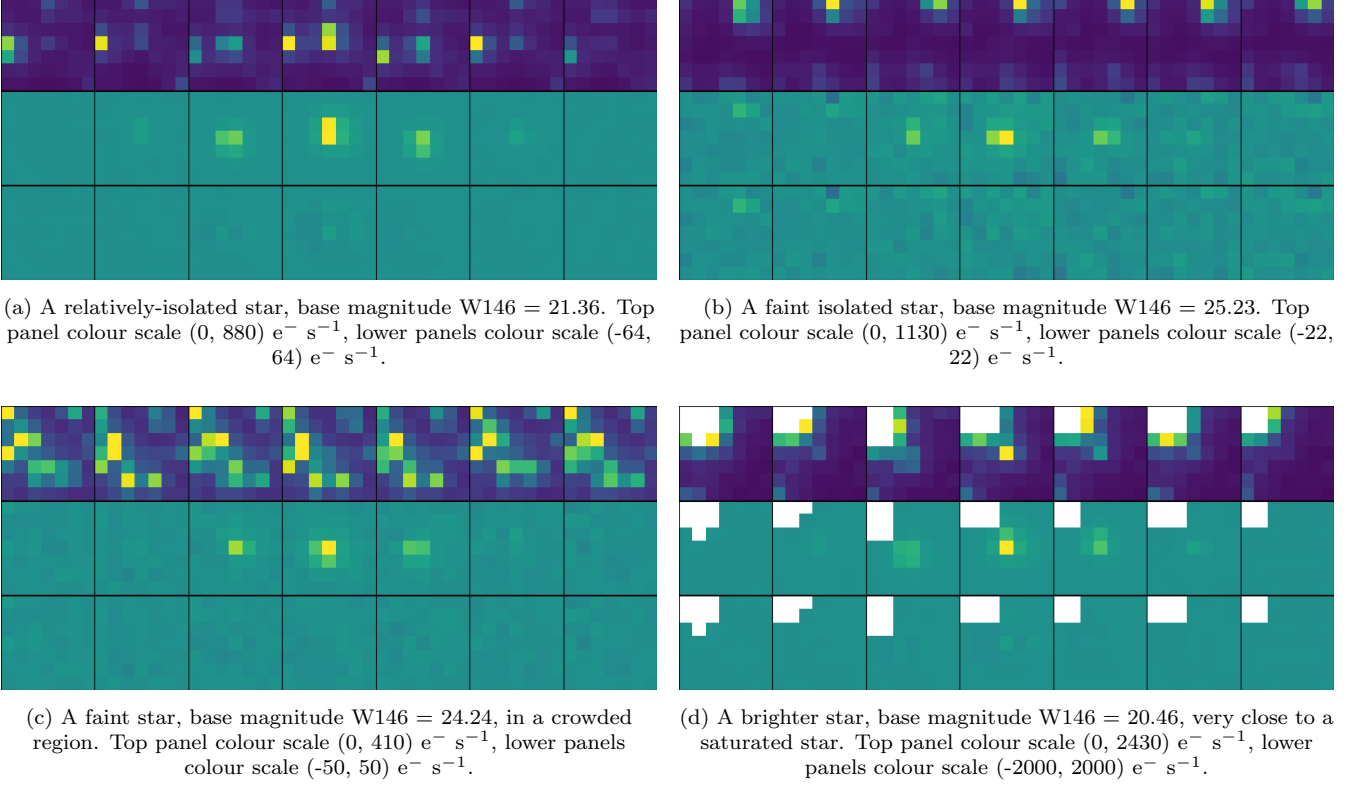 (a) A relatively-isolated star, base magnitude W146 = 21.36. Top
panel colour scale (0, 880) e⁻ s⁻¹, lower panels colour scale (-64,
64) e⁻ s⁻¹.
(b) A faint isolated star, base magnitude W146 = 25.23. Top
panel colour scale (0, 1130) e⁻ s⁻¹, lower panels colour scale (-22,
22) e⁻ s⁻¹.
(c) A faint star, base magnitude W146 = 24.24, in a crowded
region. Top panel colour scale (0, 410) e⁻ s⁻¹, lower panels
colour scale (-50, 50) e⁻ s⁻¹.
(d) A brighter star, base magnitude W146 = 20.46, very close to a
saturated star. Top panel colour scale (0, 2430) e⁻ s⁻¹, lower
panels colour scale (-2000, 2000) e⁻ s⁻¹.